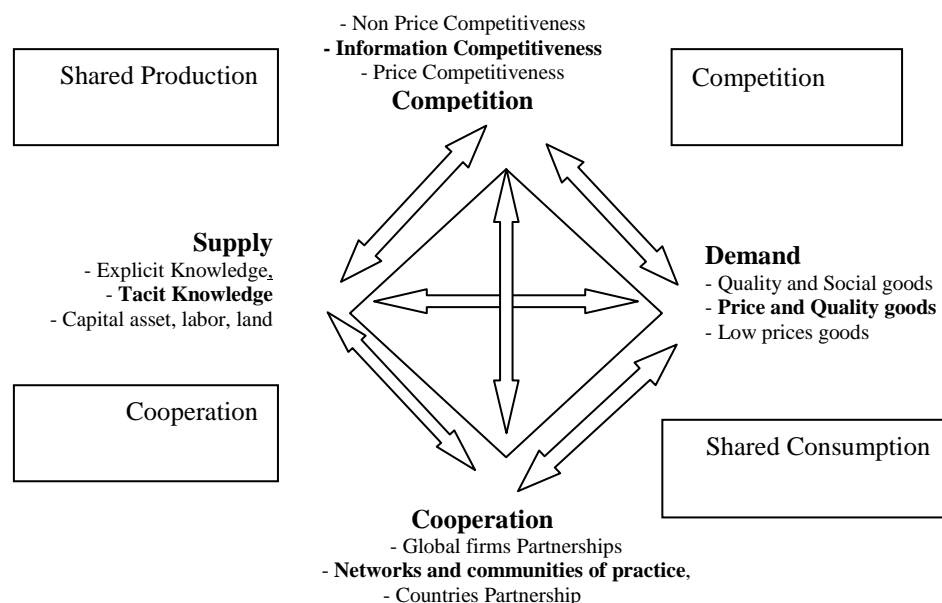 - Non Price Competitiveness
- Information Competitiveness
- Price Competitiveness
Competition
Shared Production
Competition
Supply
- Explicit Knowledge,
- Tacit Knowledge
- Capital asset, labor, land
Demand
- Quality and Social goods
- Price and Quality goods
- Low prices goods
Cooperation
Shared Consumption
Cooperation
- Global firms Partnerships
- Networks and communities of practice,
- Countries Partnership